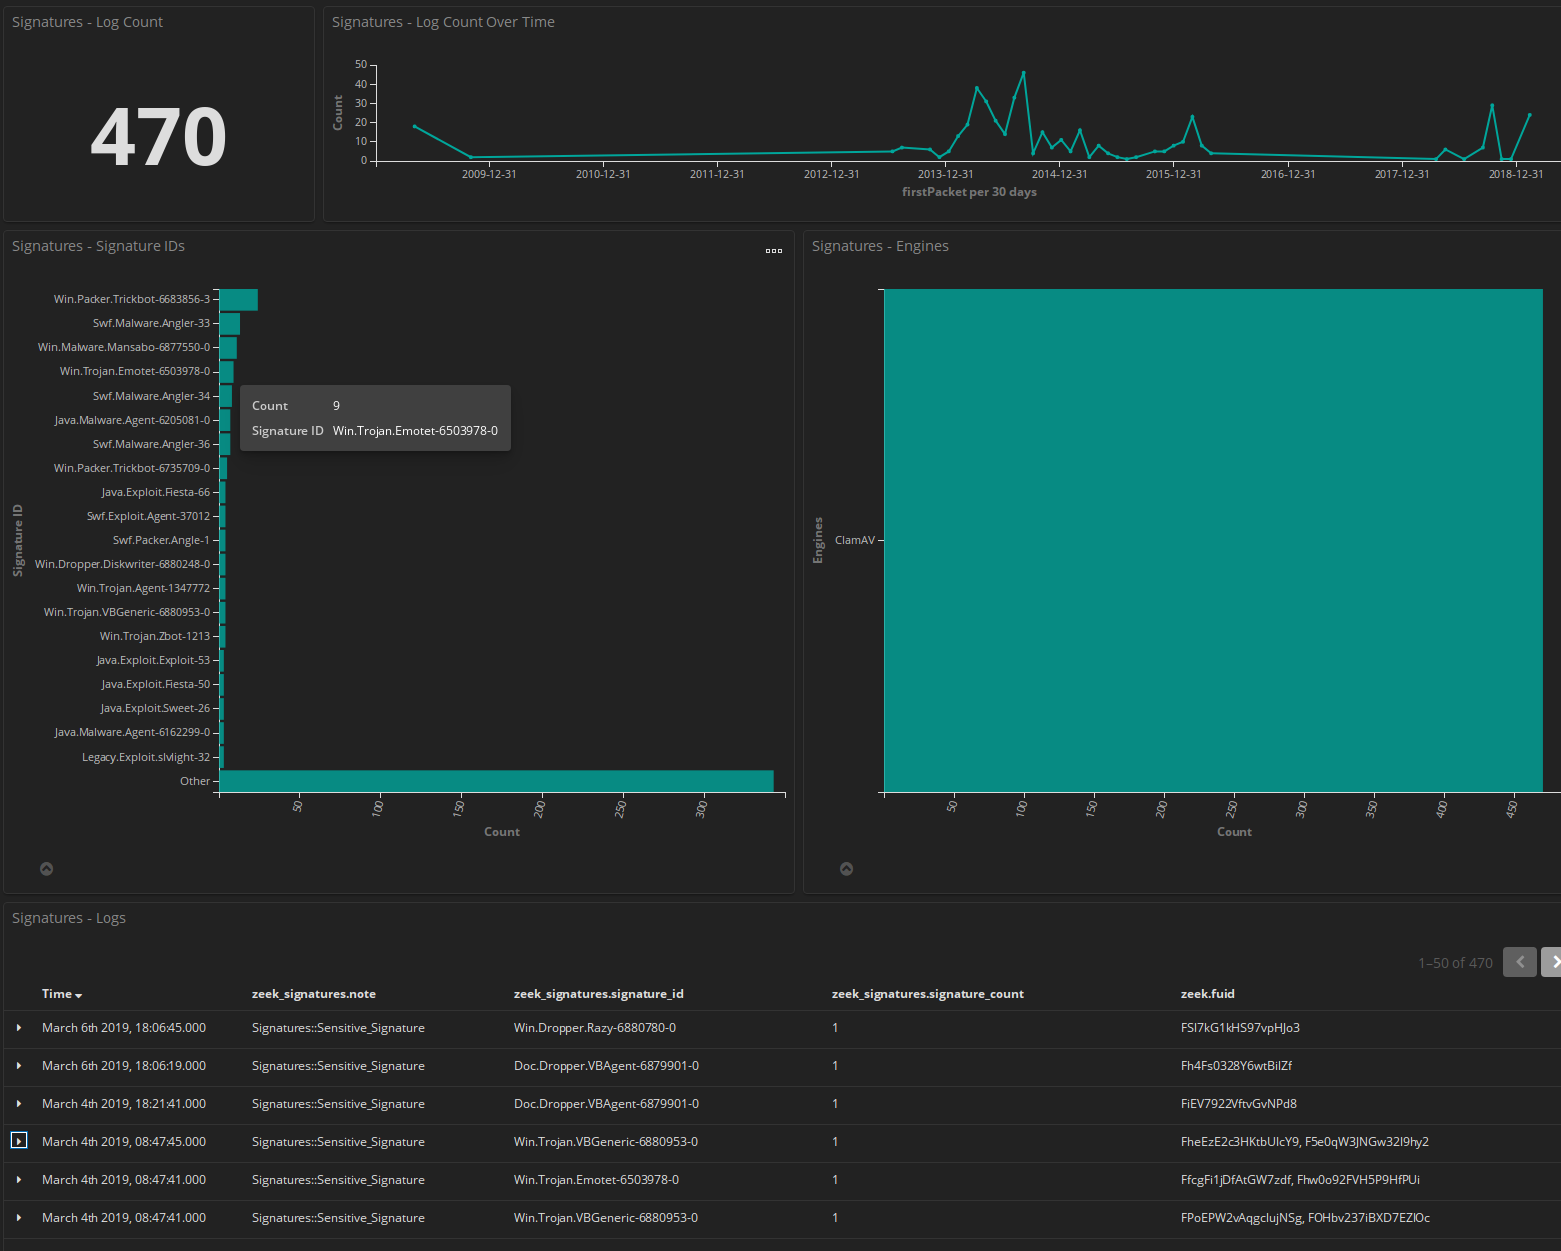 Signatures - Log Count
470
Signatures - Log Count Over Time
Count
50
40
30
20
10
0
2009-12-31 2010-12-31 2011-12-31 2012-12-31 2013-12-31 2014-12-31 2015-12-31 2016-12-31 2017-12-31 2018-12-31
firstPacket per 30 days
Signatures - Signature IDs
Signature ID
Win.Packer.Trickbot-6683856-3
Swf.Malware.Angler-33
Win.Malware.Mansabo-6877550-0
Win.Trojan.Emotet-6503978-0
Swf.Malware.Angler-34
Java.Malware.Agent-6205081-0
Swf.Malware.Angler-36
Win.Packer.Trickbot-6735709-0
Java.Exploit.Fiesta-66
Swf.Exploit.Agent-37012
Swf.Packer.Angle-1
Win.Dropper.Diskwriter-6880248-0
Win.Trojan.Agent-1347772
Win.Trojan.VBGeneric-6880953-0
Win.Trojan.Zbot-1213
Java.Exploit.Exploit-53
Java.Exploit.Fiesta-50
Java.Exploit.Sweet-26
Java.Malware.Agent-6162299-0
Legacy.Exploit.slvlight-32
Other
50 100 150 200 250 300
Count
Count 9
Signature ID Win.Trojan.Emotet-6503978-0
Signatures - Engines
Engines
ClamAV
50 100 150 200 250 300 350 400 450
Count
Signatures - Logs
1–50 of 470
Time zeek_signatures.note zeek_signatures.signature_id zeek_signatures.signature_count zeek.fuid
March 6th 2019, 18:06:45.000 Signatures::Sensitive_Signature Win.Dropper.Razy-6880780-0 1 FSI7kG1kHS97vpHJo3
March 6th 2019, 18:06:19.000 Signatures::Sensitive_Signature Doc.Dropper.VBAgent-6879901-0 1 Fh4Fs0328Y6wtBilZf
March 4th 2019, 18:21:41.000 Signatures::Sensitive_Signature Doc.Dropper.VBAgent-6879901-0 1 FiEV7922VftvGvNPd8
March 4th 2019, 08:47:45.000 Signatures::Sensitive_Signature Win.Trojan.VBGeneric-6880953-0 1 FheEzE2c3HKtbUIcY9, F5e0qW3JNGw32I9hy2
March 4th 2019, 08:47:41.000 Signatures::Sensitive_Signature Win.Trojan.Emotet-6503978-0 1 FfcgFi1jDfAtGW7zdf, Fhw0o92FVH5P9HfPUi
March 4th 2019, 08:47:41.000 Signatures::Sensitive_Signature Win.Trojan.VBGeneric-6880953-0 1 FPoEPW2vAqgcIujNSg, FOHbv237iBXD7EZlOc